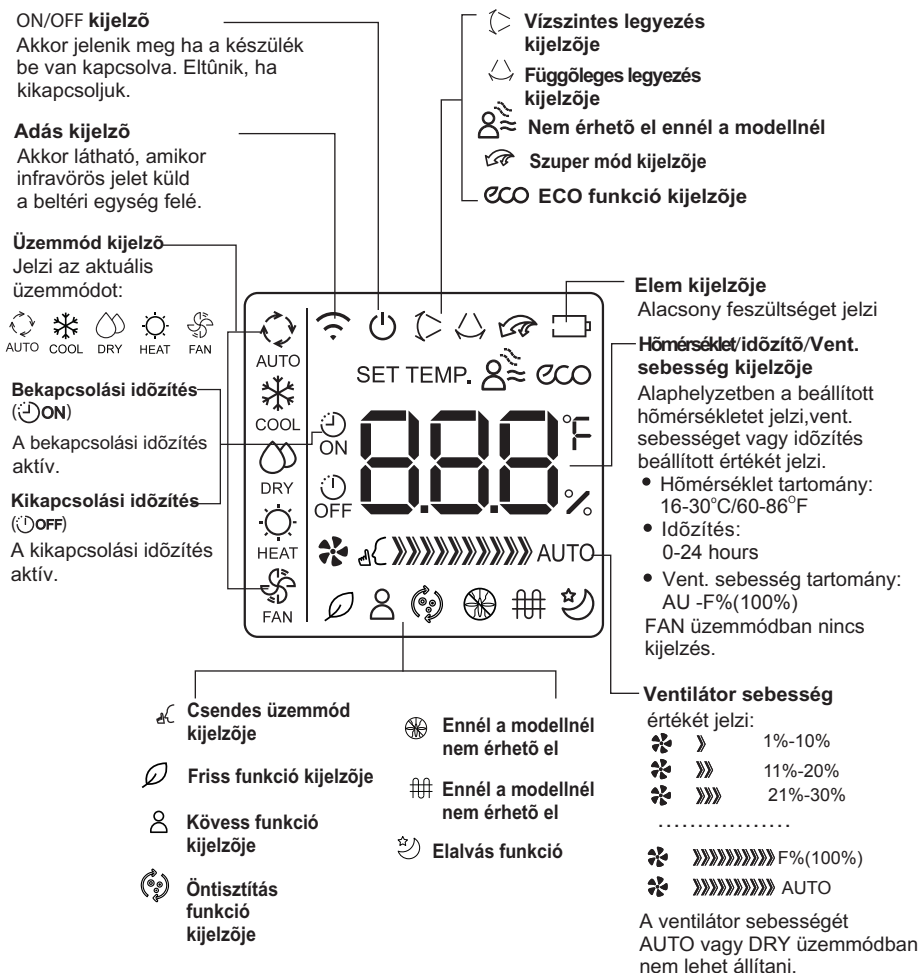 ON/OFF kijelzõ
Akkor jelenik meg ha a készülék
be van kapcsolva. Eltûnik, ha
kikapcsoljuk.
Adás kijelzõ
Akkor látható, amikor
infravörös jelet küld
a beltéri egység felé.
Üzemmód kijelzõ
Jelzi az aktuális
üzemmódot:
AUTO COOL DRY HEAT FAN
Bekapcsolási idõzítés
(ON)
A bekapcsolási idõzítés
aktív.
Kikapcsolási idõzítés
(OFF)
A kikapcsolási idõzítés
aktív.
Vízszintes legyezés
kijelzõje
Függõleges legyezés
kijelzõje
Nem érhetõ el ennél a modellnél
Szuper mód kijelzõje
eco ECO funkció kijelzõje
AUTO
COOL
DRY
HEAT
FAN
SET TEMP. eco
ON
OFF
8.8.8
°F
%
AUTO
Elem kijelzõje
Alacsony feszültséget jelzi
Hõmérséklet/idõzítõ/Vent.
sebesség kijelzõje
Alaphelyzetben a beállított
hõmérsékletet jelzi,vent.
sebességet vagy idõzítés
beállított értékét jelzi.
• Hõmérséklet tartomány:
16-30°C/60-86°F
• Idõzítés:
0-24 hours
• Vent. sebesség tartomány:
AU -F%(100%)
FAN üzemmódban nincs
kijelzés.
Ventilátor sebesség
értékét jelzi:
1%-10%
11%-20%
21%-30%
.................
F%(100%)
AUTO
A ventilátor sebességét
AUTO vagy DRY üzemmódban
nem lehet állítani.
Csendes üzemmód
kijelzõje
Friss funkció kijelzõje
Kövess funkció
kijelzõje
Öntisztítás
funkció
kijelzõje
Ennél a modellnél
nem érhetõ el
Ennél a modellnél
nem érhetõ el
Elalvás funkció